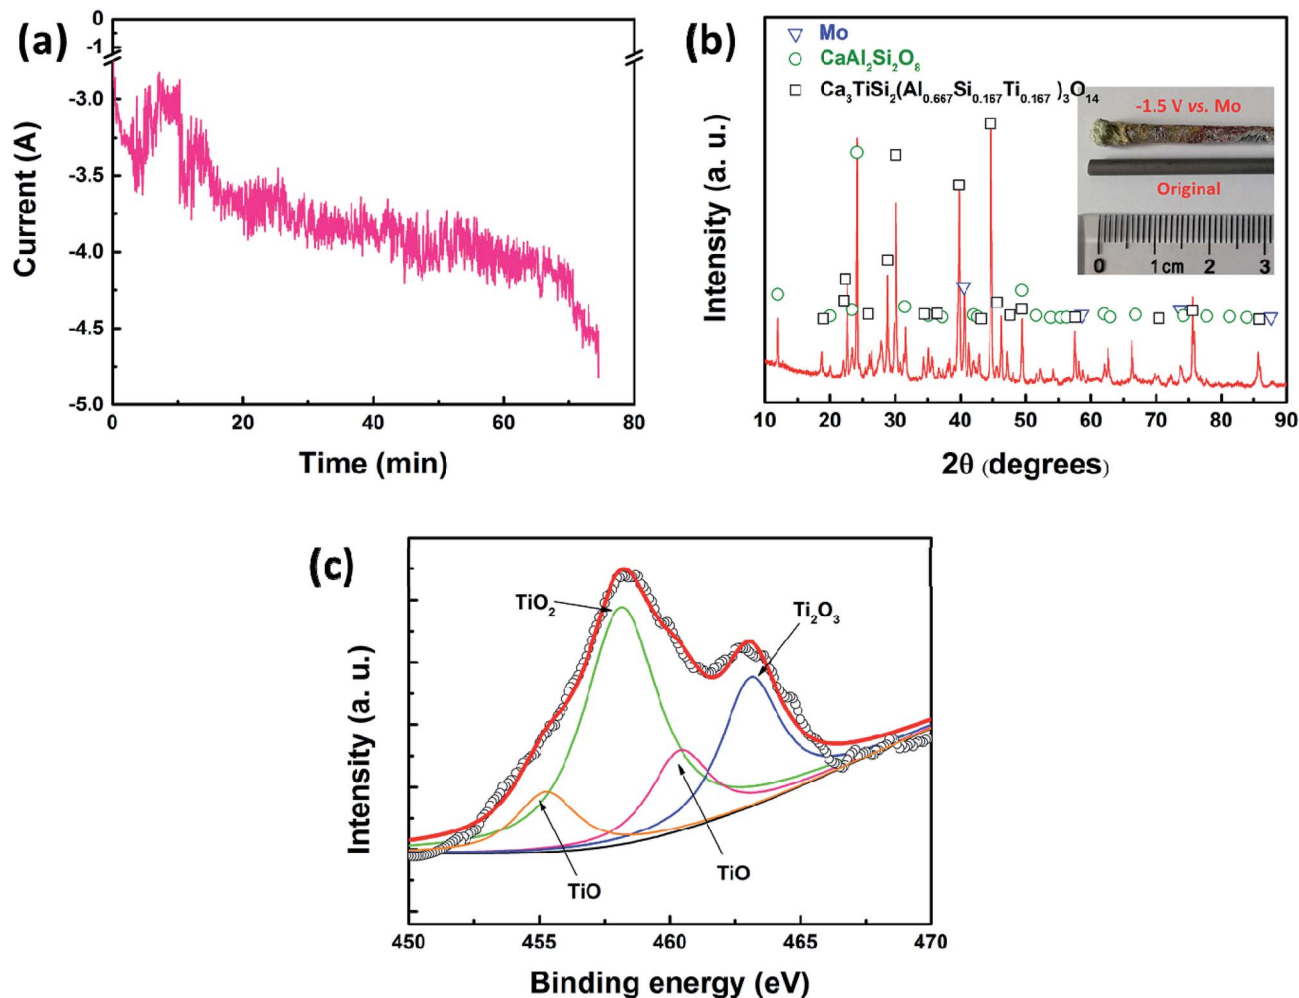 (a)
0
-1
-3.0
-3.5
-4.0
-4.5
-5.0
Current (A)
0 20 40 60 80
Time (min)
(b)
Mo
CaAl₂Si₂O₈
Ca₃TiSi₂(Al₀.₆₆₇Si₀.₁₆₇Ti₀.₁₆₇)₃O₁₄
-1.5 V vs. Mo
Original
0 1 cm 2 3
Intensity (a. u.)
10 20 30 40 50 60 70 80 90
2θ (degrees)
(c)
TiO₂
Ti₂O₃
TiO
TiO
Intensity (a. u.)
450 455 460 465 470
Binding energy (eV)